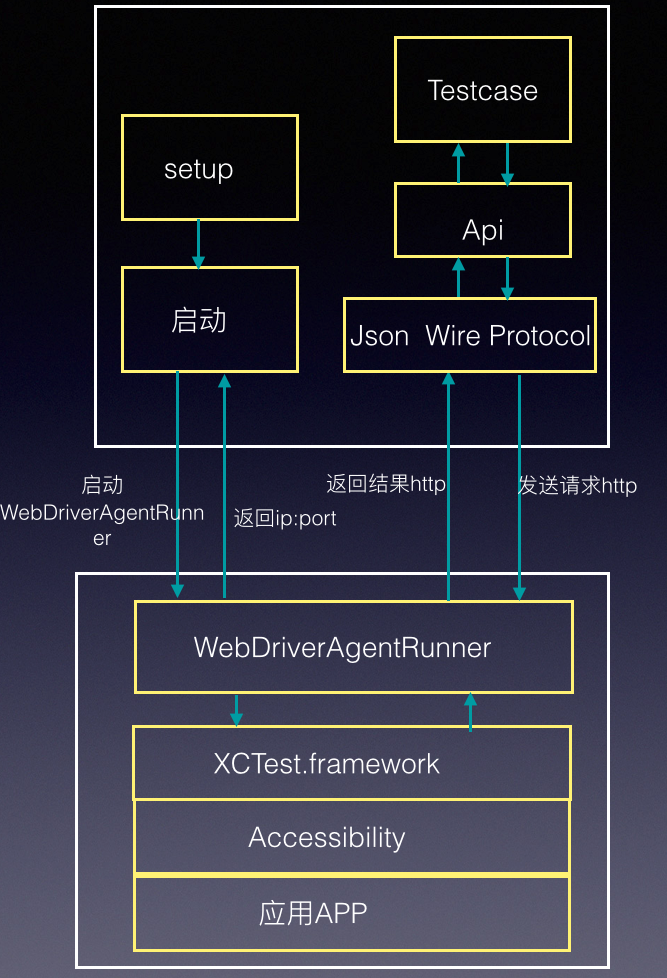 Testcase
setup
Api
启动
Json Wire Protocol
启动
WebDriverAgentRunn
er
返回ip:port
返回结果http
发送请求http
WebDriverAgentRunner
XCTest.framework
Accessibility
应用APP